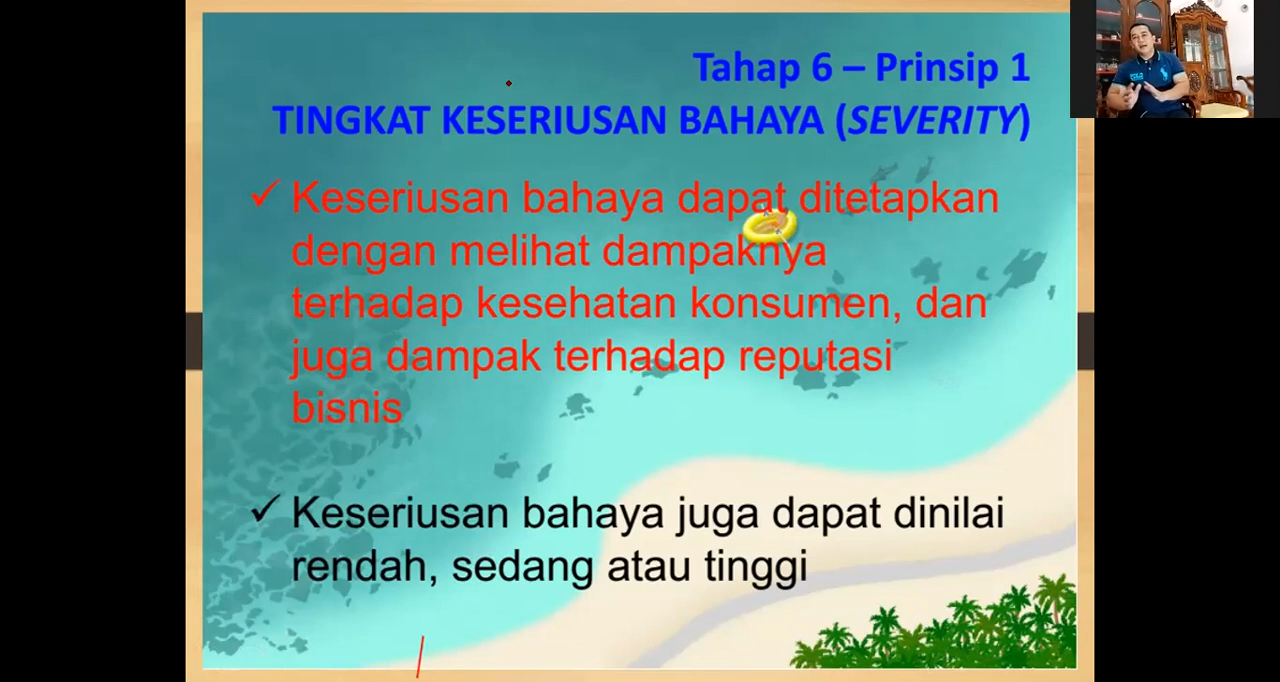 Tahap 6 – Prinsip 1
TINGKAT KESERIUSAN BAHAYA (SEVERITY)
✓ Keseriusan bahaya dapat ditetapkan
dengan melihat dampaknya
terhadap kesehatan konsumen, dan
juga dampak terhadap reputasi
bisnis
✓ Keseriusan bahaya juga dapat dinilai
rendah, sedang atau tinggi